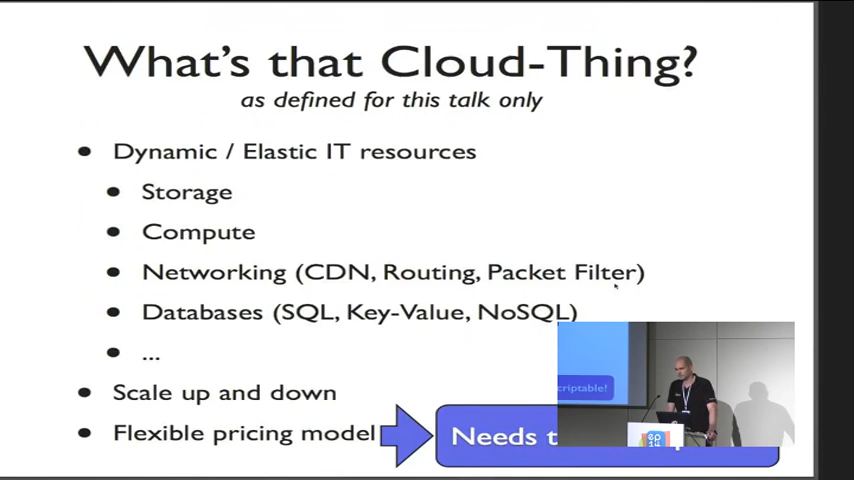 What's that Cloud-Thing?
as defined for this talk only
• Dynamic / Elastic IT resources
• Storage
• Compute
• Networking (CDN, Routing, Packet Filter)
• Databases (SQL, Key-Value, NoSQL)
• ...
• Scale up and down
• Flexible pricing model
Needs
criptable!